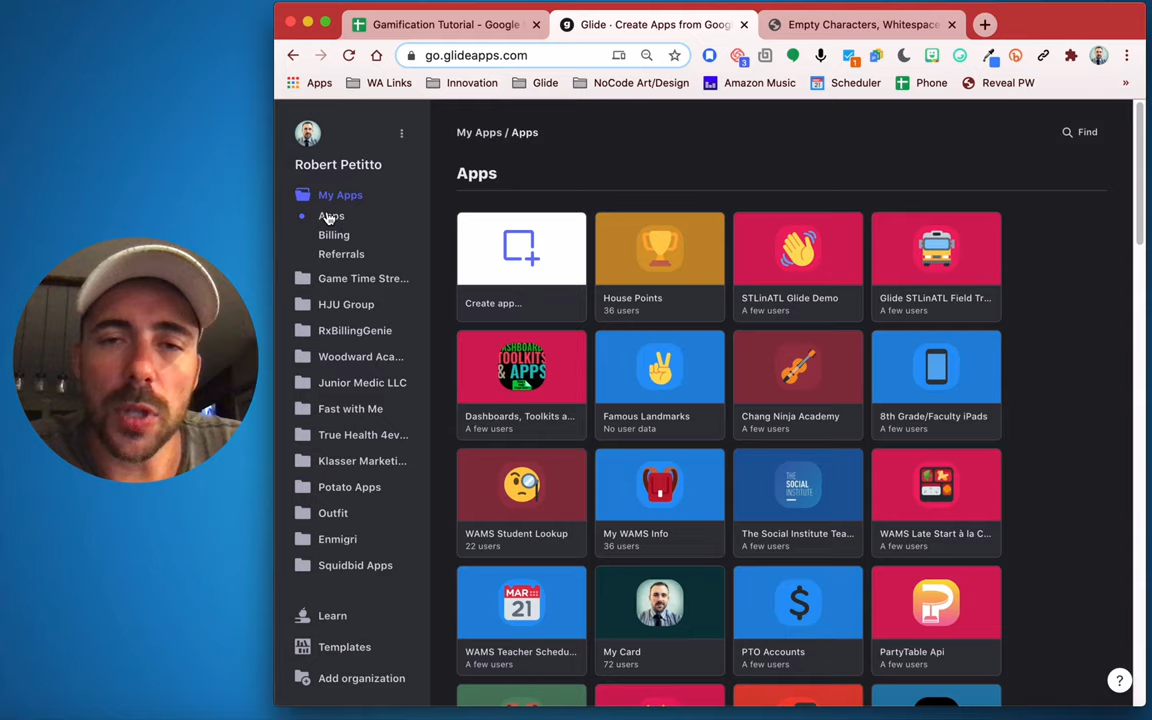 Gamification Tutorial - Google
Glide · Create Apps from Goog
Empty Characters, Whitespace
go.glideapps.com
3
1
Apps
WA Links
Innovation
Glide
NoCode Art/Design
Amazon Music
Scheduler
Phone
Reveal PW
»
Robert Petitto
My Apps
Apps
Billing
Referrals
Game Time Stre...
HJU Group
RxBillingGenie
Woodward Aca...
Junior Medic LLC
Fast with Me
True Health 4ev...
Klasser Marketi...
Potato Apps
Outfit
Enmigri
Squidbid Apps
Learn
Templates
Add organization
My Apps / Apps
Find
Apps
Create app...
House Points
36 users
STLinATL Glide Demo
A few users
Glide STLinATL Field Tr...
A few users
DASHBOARD
TOOLKITS
& APPS
Dashboards, Toolkits a...
A few users
Famous Landmarks
No user data
Chang Ninja Academy
A few users
8th Grade/Faculty iPads
A few users
WAMS Student Lookup
22 users
My WAMS Info
36 users
THE
SOCIAL
INSTITUTE
The Social Institute Tea...
A few users
WAMS Late Start à la C...
A few users
MAR
21
WAMS Teacher Schedu...
A few users
My Card
72 users
$
PTO Accounts
A few users
PartyTable Api
A few users
?